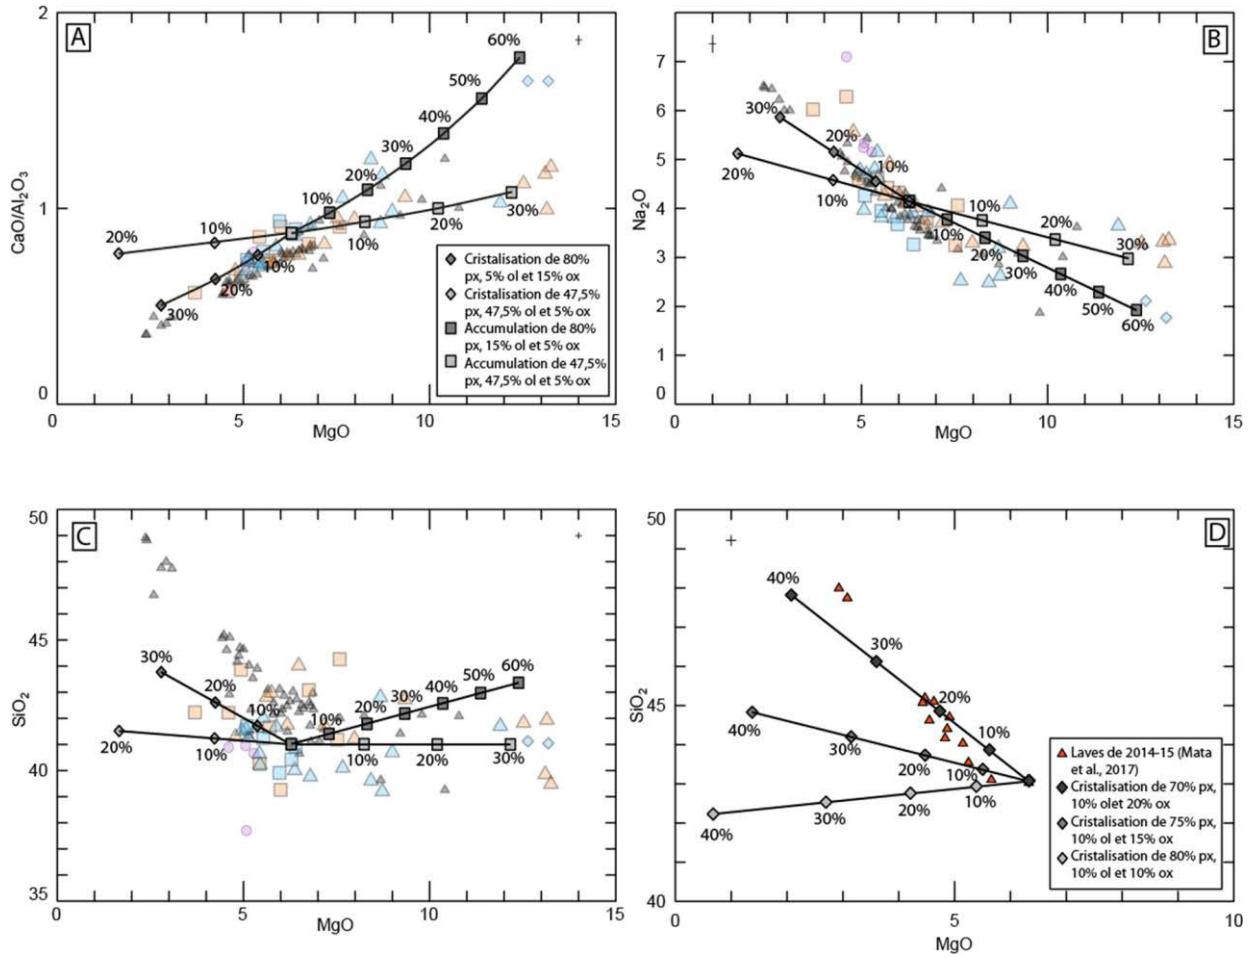 2
A
60%
50%
40%
30%
20%
10%
20%
10%
10%
20%
30%
10%
20%
30%
1
0
CaO/Al2O3
Cristalisation de 80%
px, 5% ol et 15% ox
Cristalisation de 47,5%
px, 47,5% ol et 5% ox
Accumulation de 80%
px, 15% ol et 5% ox
Accumulation de 47,5%
px, 47,5% ol et 5% ox
0 5 10 15
MgO
B
7
6
5
4
3
2
1
0
Na2O
30%
20%
10%
20%
10%
10%
20%
30%
10%
20%
30%
40%
50%
60%
0 5 10 15
MgO
C
50
45
40
35
SiO2
30%
20%
10%
20%
10%
10%
20%
30%
40%
50%
60%
10%
20%
30%
0 5 10 15
MgO
D
50
45
40
SiO2
40%
30%
20%
10%
40%
30%
20%
10%
10%
20%
30%
40%
Laves de 2014-15 (Mata
et al., 2017)
Cristalisation de 70% px,
10% olet 20% ox
Cristalisation de 75% px,
10% ol et 15% ox
Cristalisation de 80% px,
10% ol et 10% ox
0 5 10
MgO